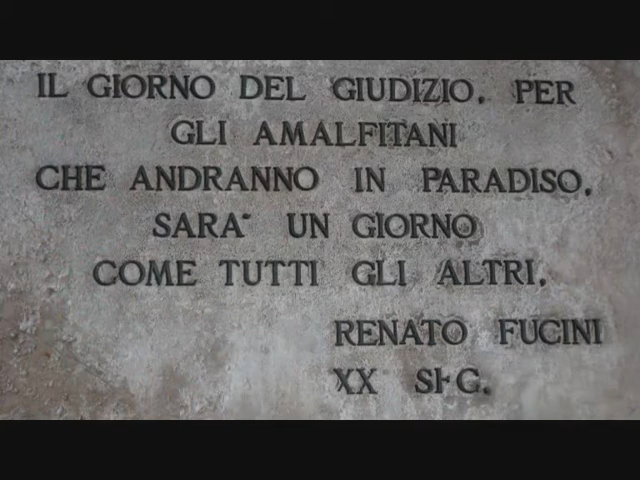 IL GIORNO DEL GIUDIZIO. PER
GLI AMALFITANI
CHE ANDRANNO IN PARADISO.
SARA' UN GIORNO
COME TUTTI GLI ALTRI.
RENATO FUCINI
XX